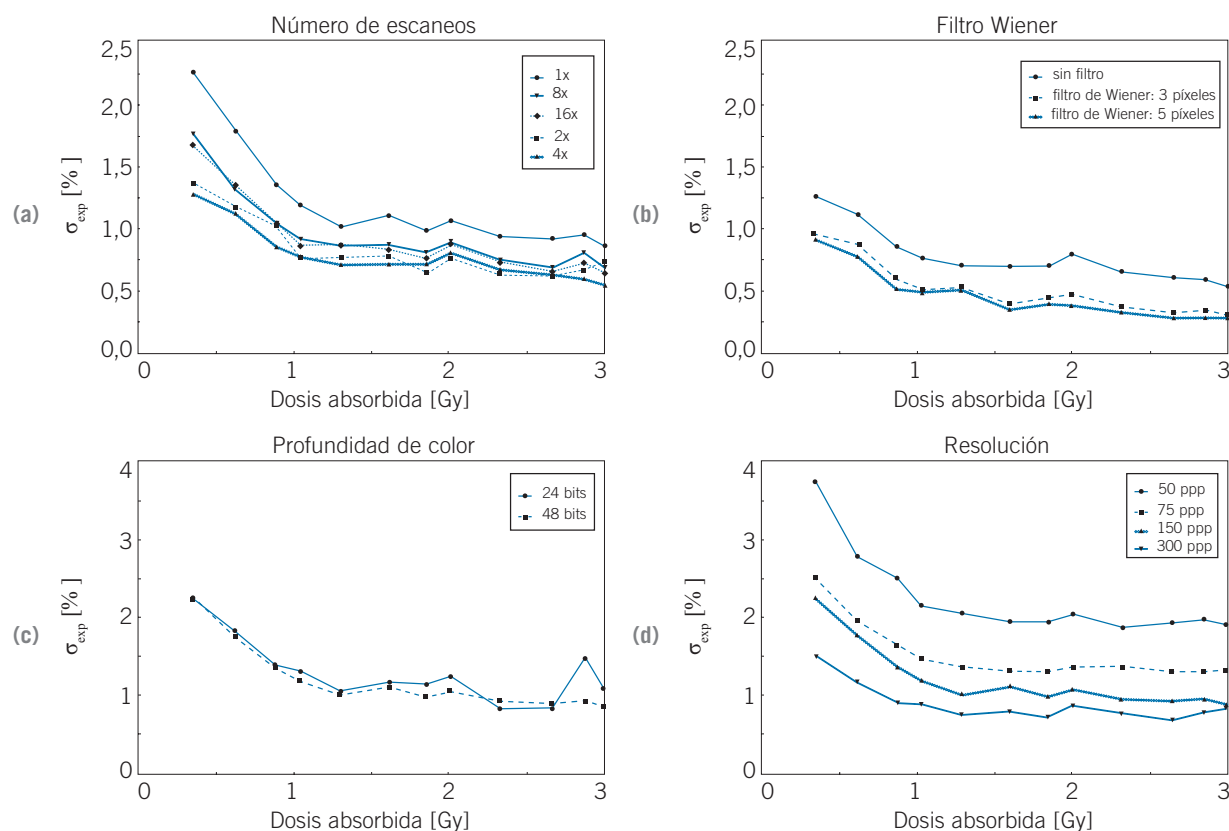 Número de escaneos
2,5
2,0
1,5
1,0
0,5
0,0
σexp [% ]
(a)
1x
8x
16x
2x
4x
0 1 2 3
Dosis absorbida [Gy]
Filtro Wiener
2,5
2,0
1,5
1,0
0,5
0,0
σexp [% ]
(b)
sin filtro
filtro de Wiener: 3 píxeles
filtro de Wiener: 5 píxeles
0 1 2 3
Dosis absorbida [Gy]
Profundidad de color
4
3
2
1
0
σexp [% ]
(c)
24 bits
48 bits
0 1 2 3
Dosis absorbida [Gy]
Resolución
4
3
2
1
0
σexp [% ]
(d)
50 ppp
75 ppp
150 ppp
300 ppp
0 1 2 3
Dosis absorbida [Gy]